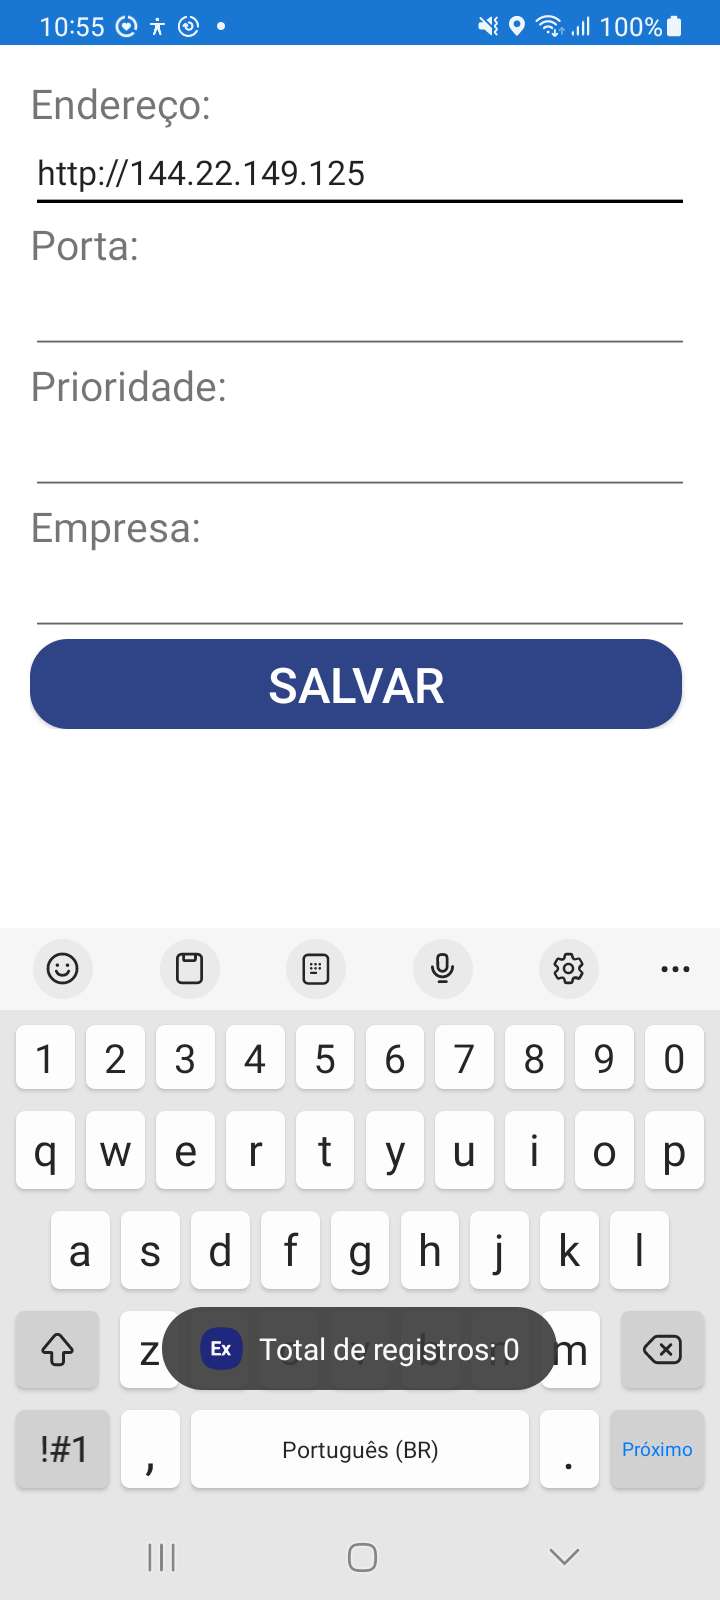 10:55 100%
Endereço:
http://144.22.149.125
Porta:
Prioridade:
Empresa:
SALVAR
1 2 3 4 5 6 7 8 9 0
q w e r t y u i o p
a s d f g h j k l
z m
Ex Total de registros: 0
!#1 , Português (BR) . Próximo